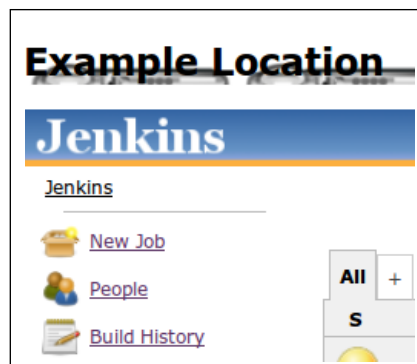 Example Location
Jenkins
Jenkins
New Job
People
All +
S
Build History